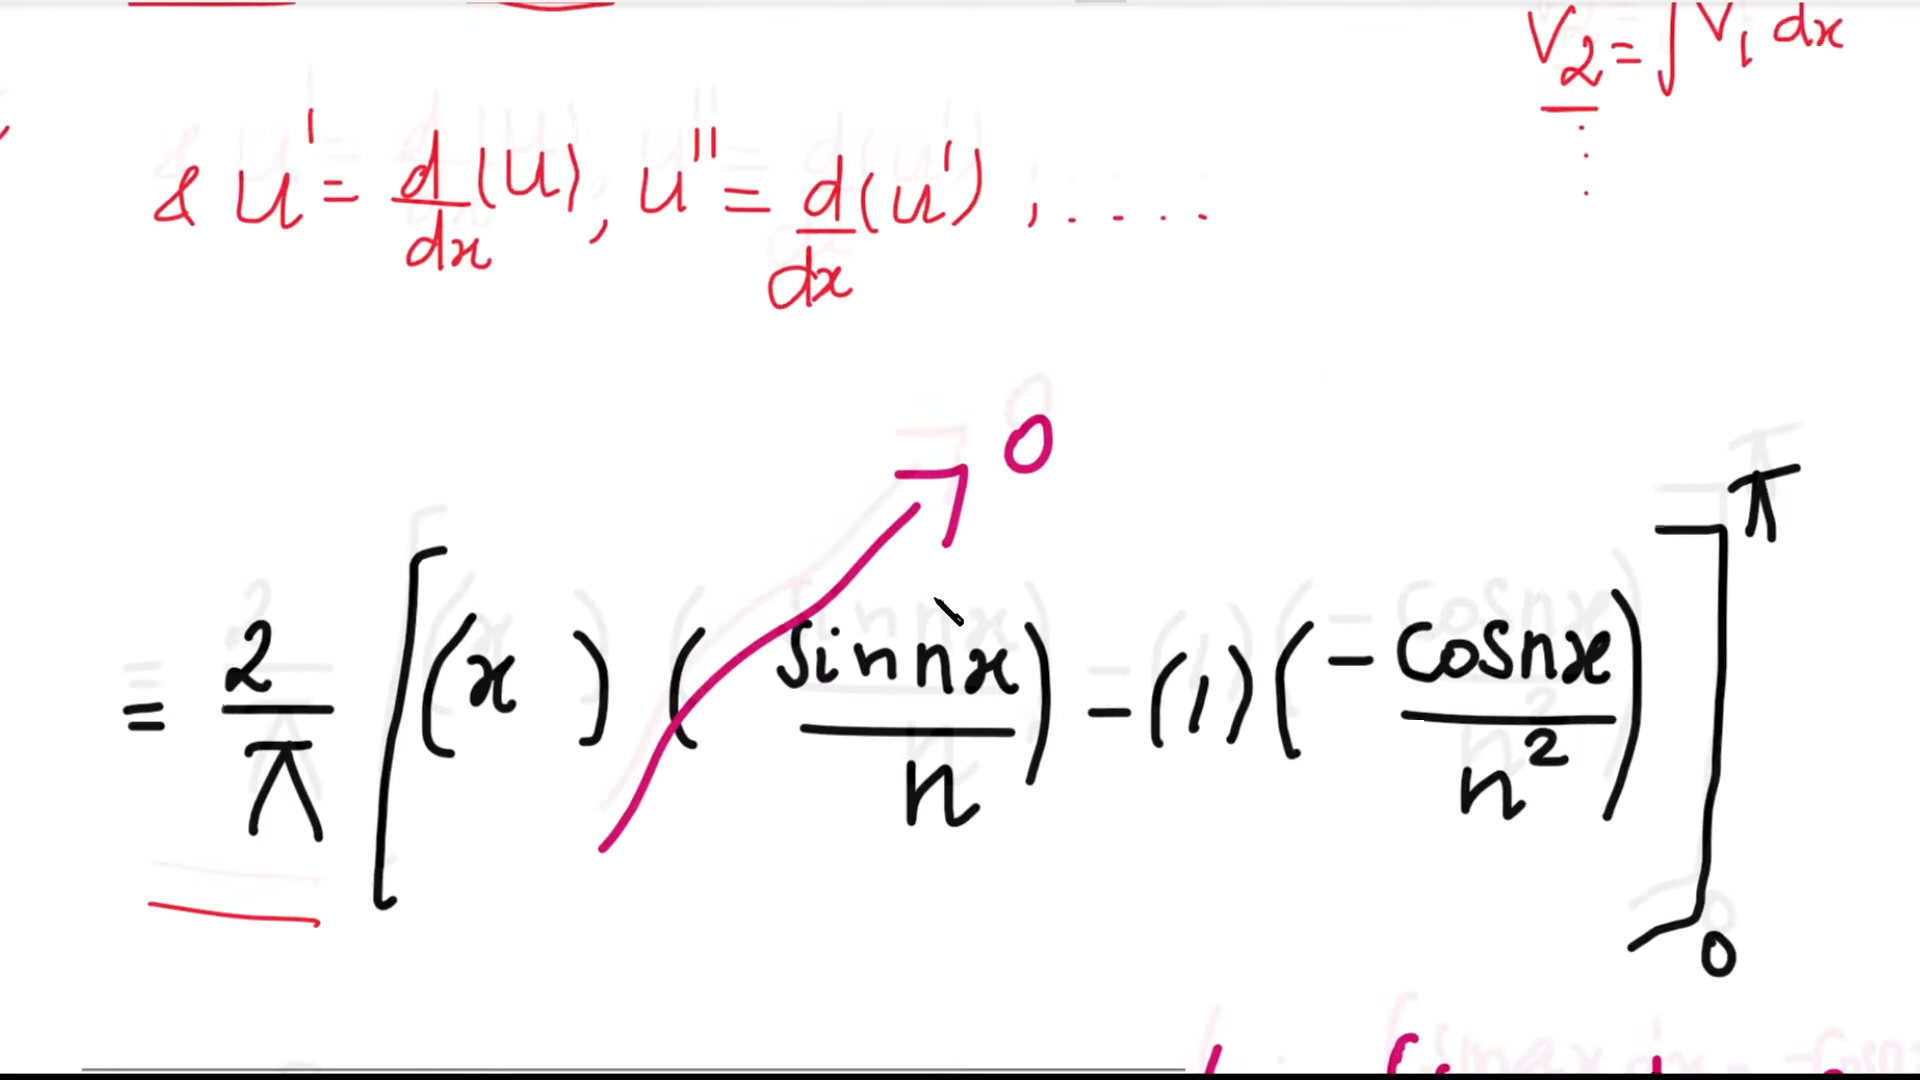 V₂ = ∫ V₁ dx
& u' = d/dx (u), u'' = d/dx (u'), ....
0
= 2/π [(x) (sin nx / n) - (1) (- cos nx / n²)]₀^π